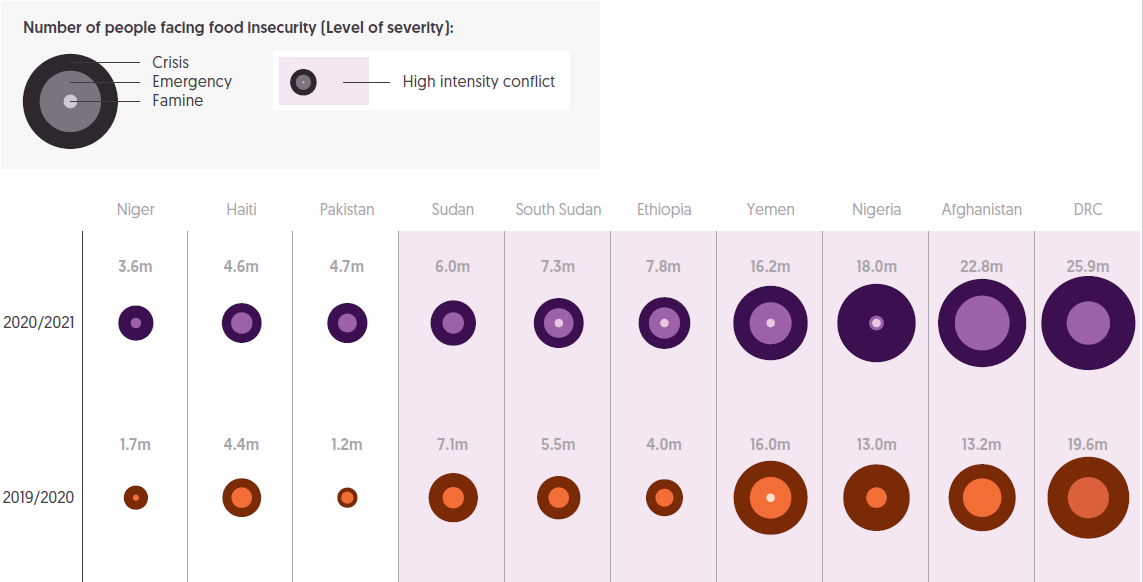 Number of people facing food insecurity (Level of severity):
Crisis
Emergency
Famine
High intensity conflict
Niger Haiti Pakistan Sudan South Sudan Ethiopia Yemen Nigeria Afghanistan DRC
3.6m 4.6m 4.7m 6.0m 7.3m 7.8m 16.2m 18.0m 22.8m 25.9m
2020/2021
1.7m 4.4m 1.2m 7.1m 5.5m 4.0m 16.0m 13.0m 13.2m 19.6m
2019/2020